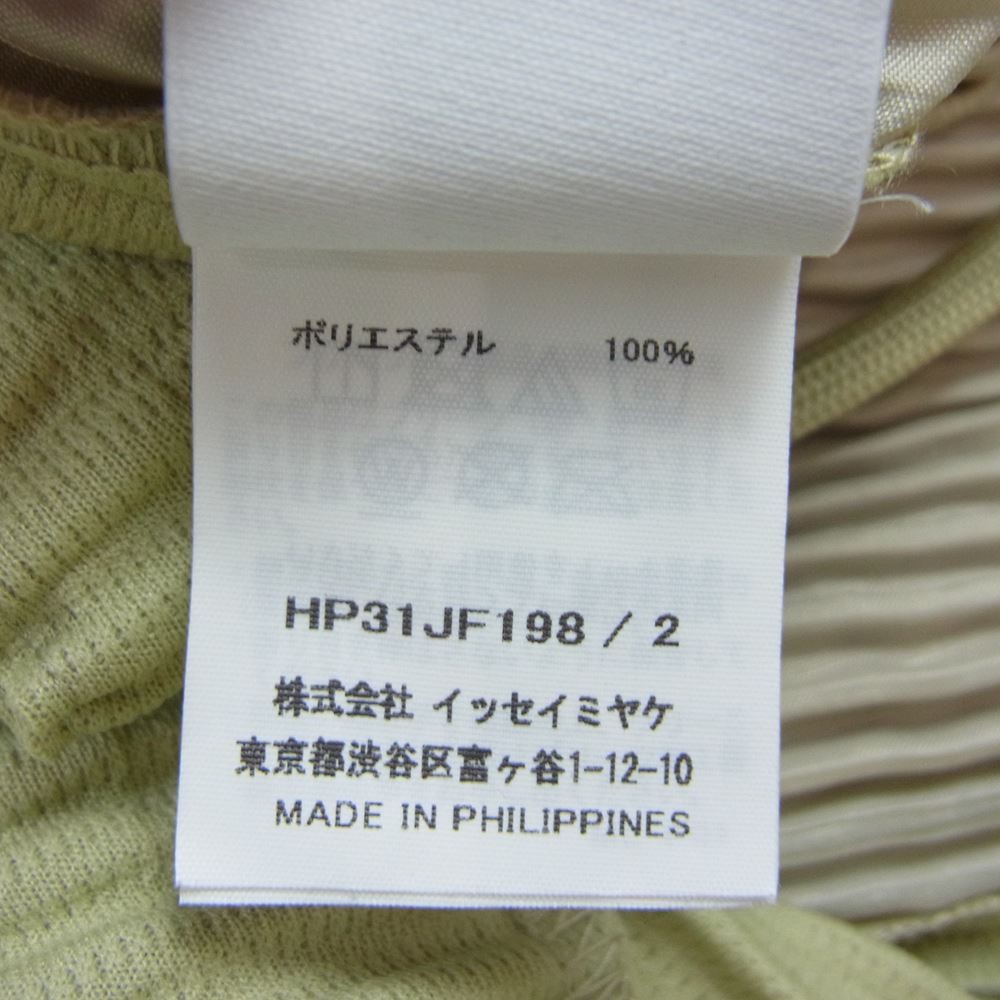 ポリエステル 100%
HP31JF198 / 2
株式会社 イッセイミヤケ
東京都渋谷区富ヶ谷1-12-10
MADE IN PHILIPPINES